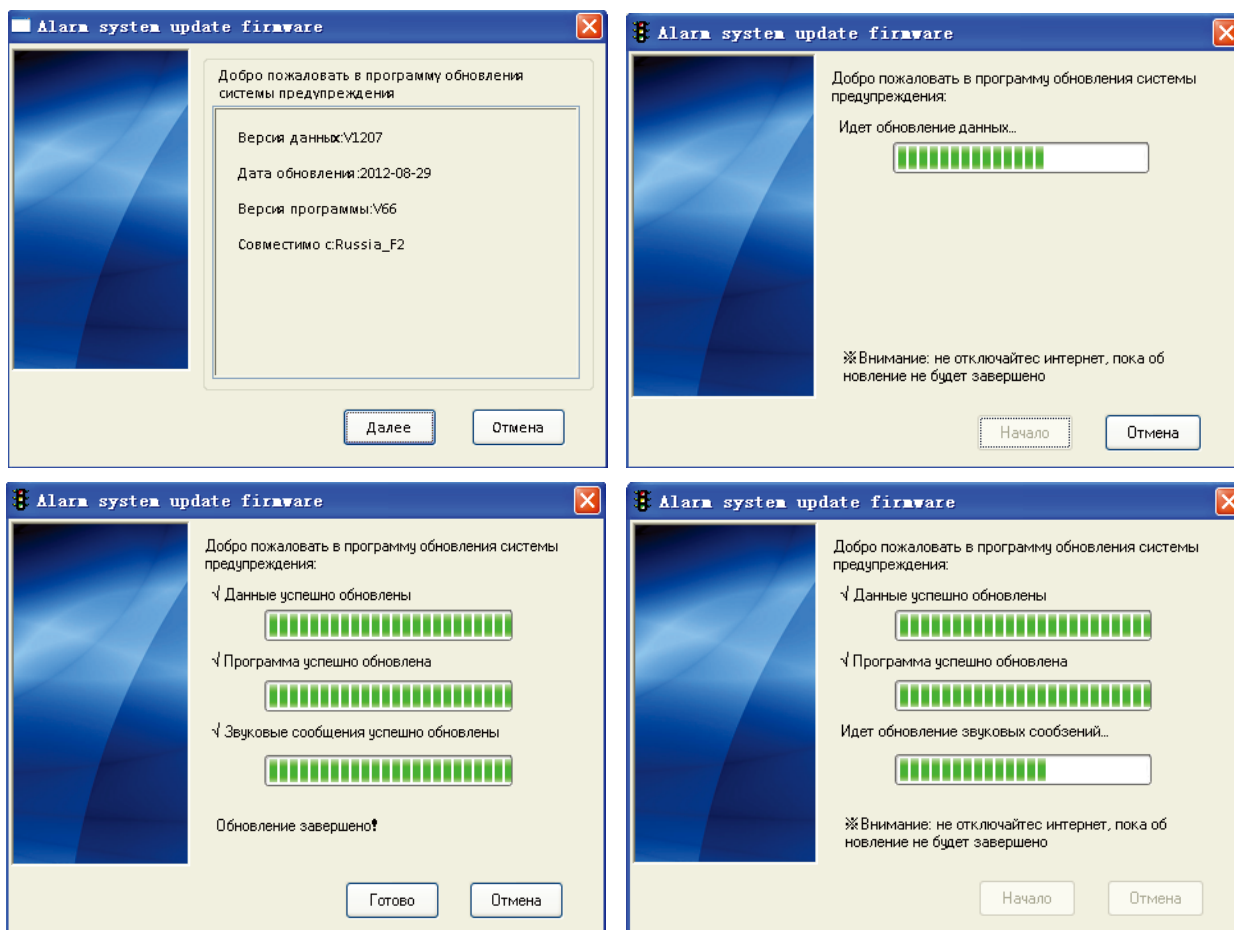 Alarm system update firmware
Добро пожаловать в программу обновления
системы предупреждения
Версия данных:V1207
Дата обновления:2012-08-29
Версия программы:V66
Совместимо с:Russia_F2
Далее
Отмена
Alarm system update firmware
Добро пожаловать в программу обновления системы
предупреждения:
Идет обновление данных...
※Внимание: не отключайтес интернет, пока об
новление не будет завершено
Начало
Отмена
Alarm system update firmware
Добро пожаловать в программу обновления системы
предупреждения:
√ Данные успешно обновлены
√ Программа успешно обновлена
√ Звуковые сообщения успешно обновлены
Обновление завершено!
Готово
Отмена
Alarm system update firmware
Добро пожаловать в программу обновления системы
предупреждения:
√ Данные успешно обновлены
√ Программа успешно обновлена
Идет обновление звуковых сообзений...
※Внимание: не отключайтес интернет, пока об
новление не будет завершено
Начало
Отмена